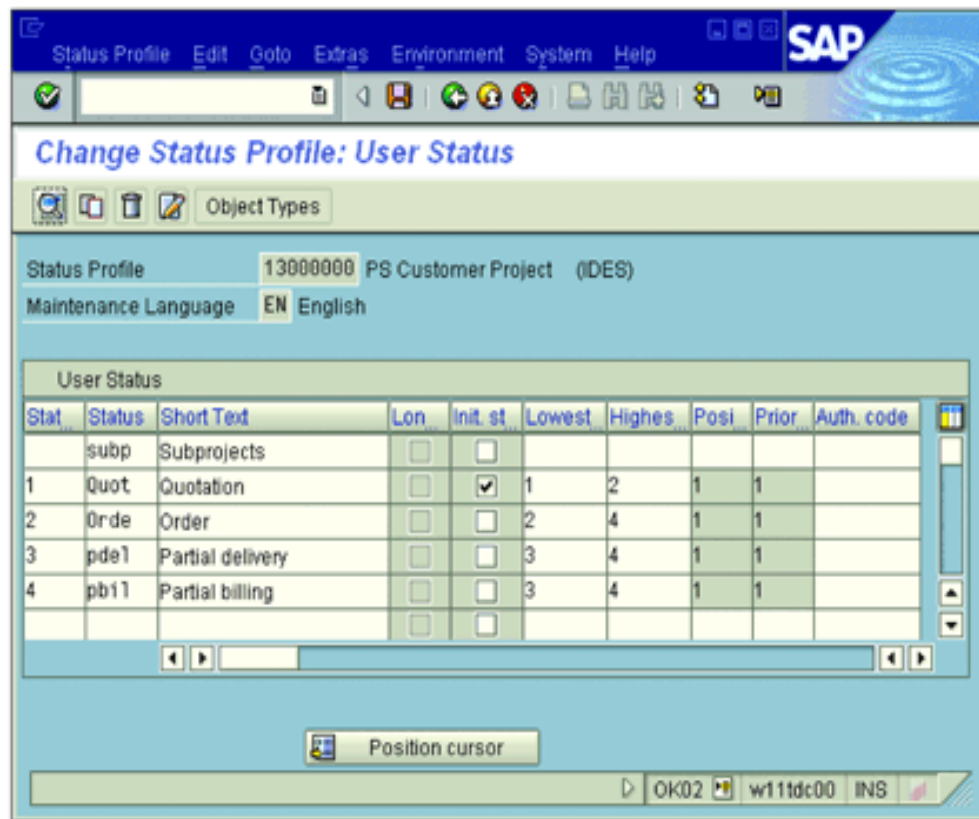 Status Profile Edit Goto Extras Environment System Help
SAP
Change Status Profile: User Status
Object Types
Status Profile 13000000 PS Customer Project (IDES)
Maintenance Language EN English
User Status
Stat... Status Short Text Lon... Init. st... Lowest... Highes... Posi... Prior... Auth. code
subp Subprojects
1 Quot Quotation 1 2 1 1
2 Orde Order 2 4 1 1
3 pdel Partial delivery 3 4 1 1
4 pbil Partial billing 3 4 1 1
Position cursor
OK02 w11tdc00 INS